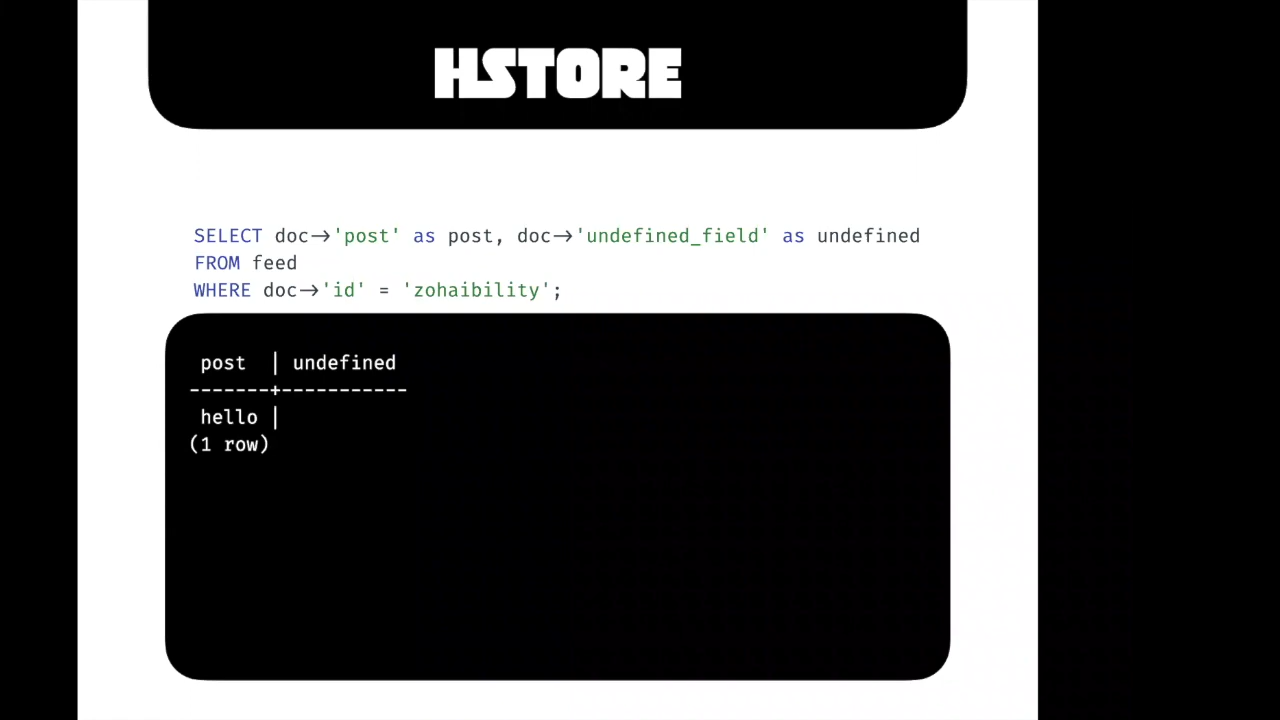 HSTORE
SELECT doc->'post' as post, doc->'undefined_field' as undefined
FROM feed
WHERE doc->'id' = 'zohaibility';
post | undefined
-------+-----------
hello |
(1 row)